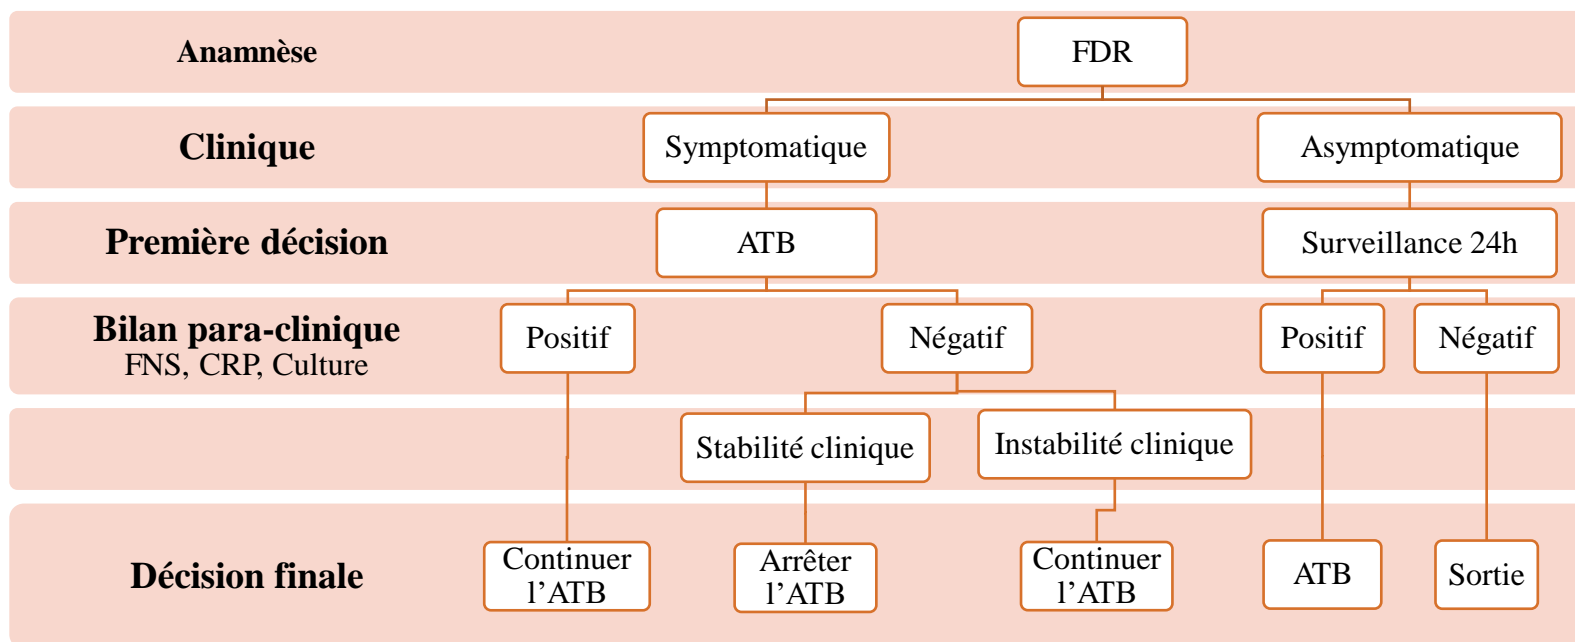 Anamnèse
FDR
Clinique
Symptomatique
Asymptomatique
Première décision
ATB
Surveillance 24h
Bilan para-clinique
FNS, CRP, Culture
Positif
Négatif
Positif
Négatif
Stabilité clinique
Instabilité clinique
Décision finale
Continuer
l’ATB
Arrêter
l’ATB
Continuer
l’ATB
ATB
Sortie